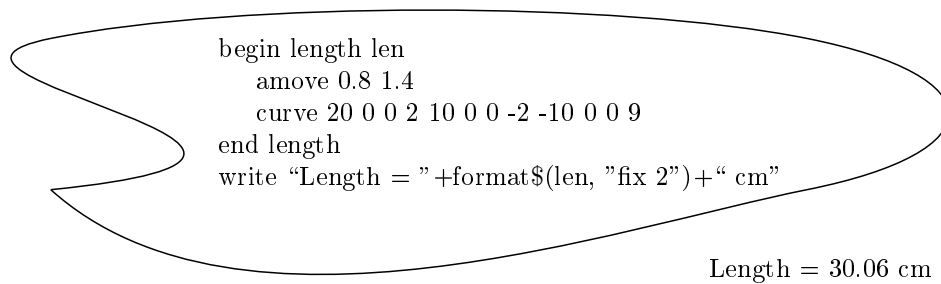 begin length len
amove 0.8 1.4
curve 20 0 0 2 10 0 0 -2 -10 0 0 9
end length
write “Length = ”+format$(len, ”fix 2”)+“ cm”
Length = 30.06 cm